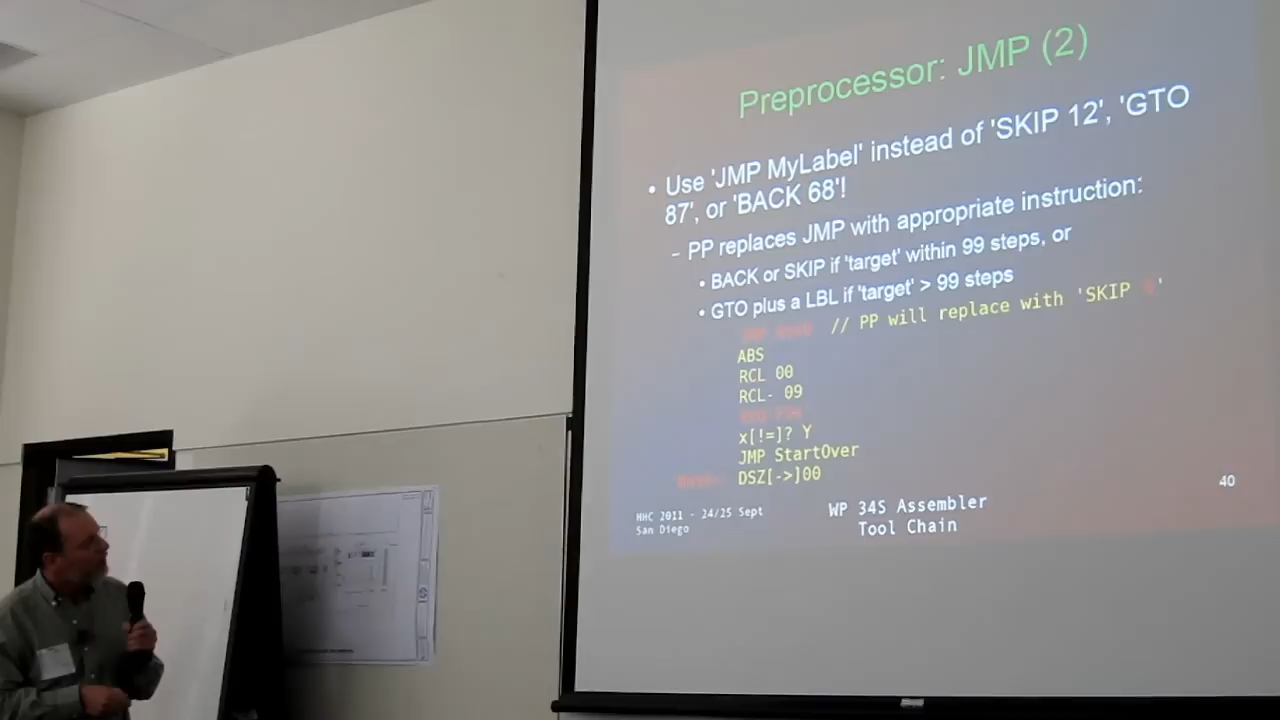 Preprocessor: JMP (2)
• Use 'JMP MyLabel' instead of 'SKIP 12', 'GTO
87', or 'BACK 68'!
– PP replaces JMP with appropriate instruction:
• BACK or SKIP if 'target' within 99 steps, or
• GTO plus a LBL if 'target' > 99 steps
// PP will replace with 'SKIP '
ABS
RCL 00
RCL- 09
x[!=]? Y
JMP StartOver
DSZ[->]00
HHC 2011 - 24/25 Sept
San Diego
WP 34S Assembler
Tool Chain
40